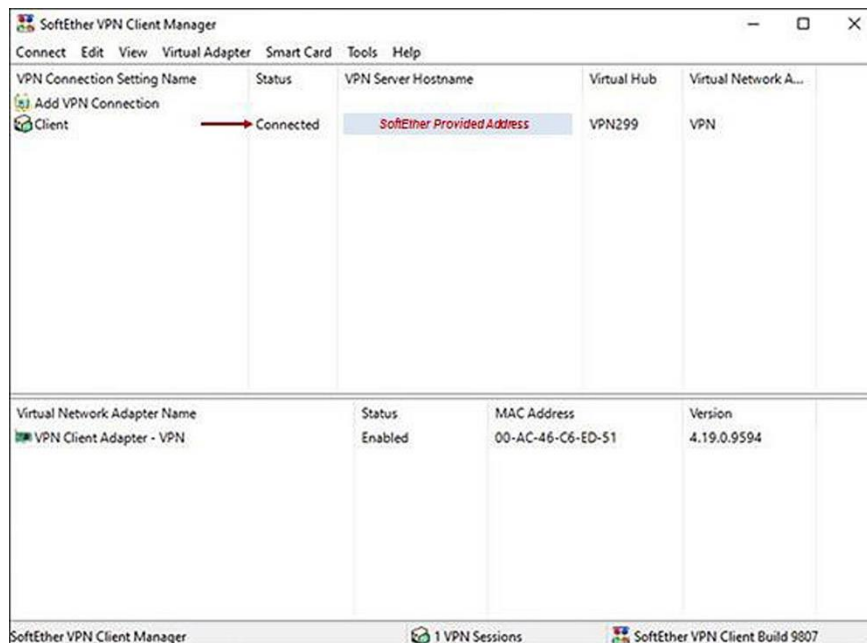 SoftEther VPN Client Manager
Connect Edit View Virtual Adapter Smart Card Tools Help
VPN Connection Setting Name Status VPN Server Hostname Virtual Hub Virtual Network A...
Add VPN Connection
Client Connected SoftEther Provided Address VPN299 VPN
Virtual Network Adapter Name Status MAC Address Version
VPN Client Adapter - VPN Enabled 00-AC-46-C6-ED-51 4.19.0.9594
SoftEther VPN Client Manager 1 VPN Sessions SoftEther VPN Client Build 9807